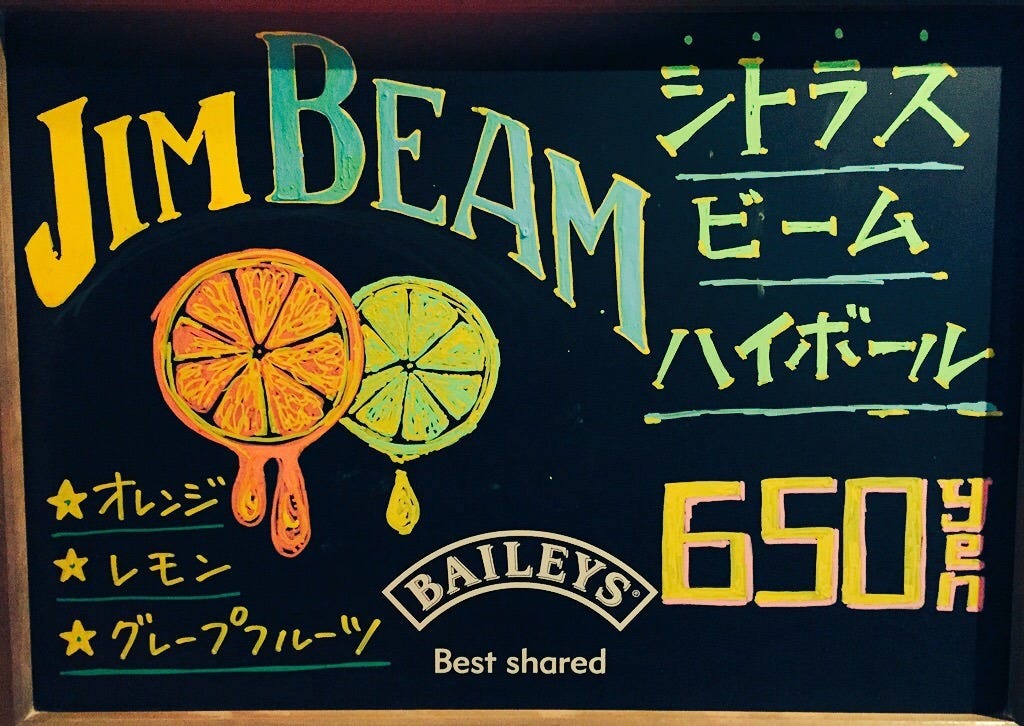 JIM BEAM
シトラス
ビーム
ハイボール
650 yen
★オレンジ
★レモン
★グレープフルーツ
BAILEYS®
Best shared